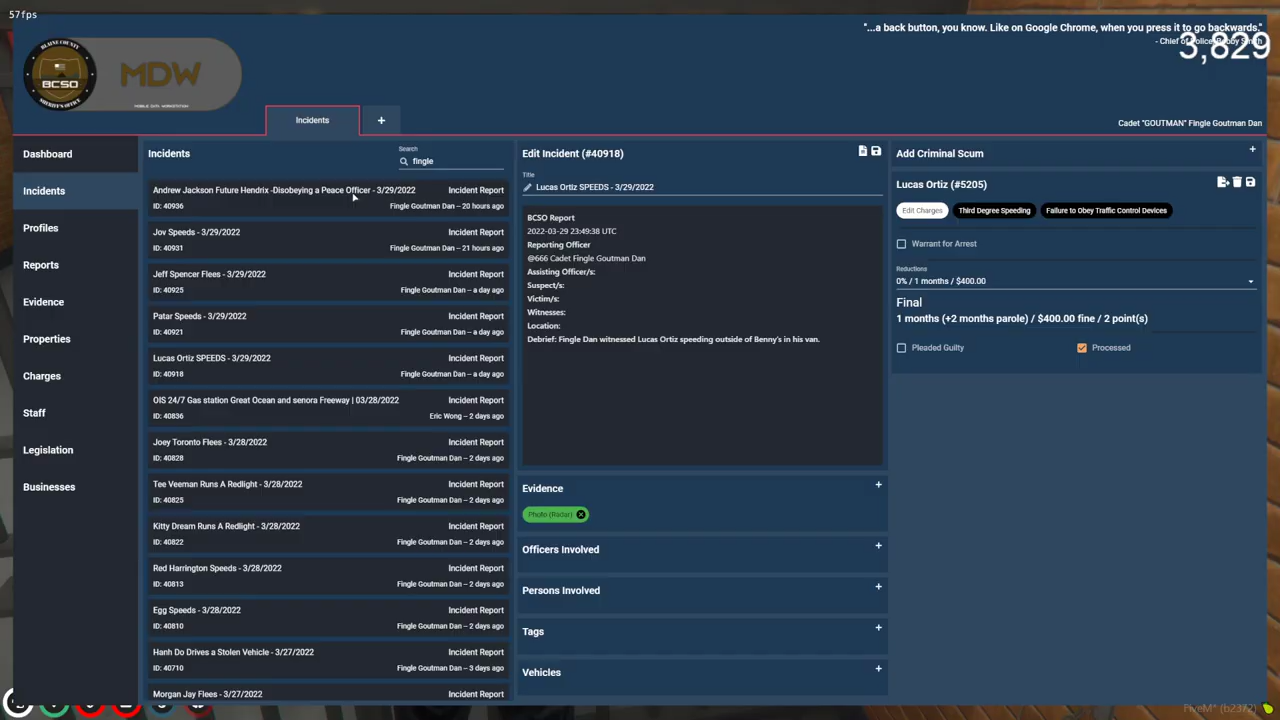 57fps
"...a back button, you know. Like on Google Chrome, when you press it to go backwards."
- Chief of Police Bobby Smith
3,829
BLAINE COUNTY
BCSO
SHERIFF'S OFFICE
MDW
MOBILE DATA WORKSTATION
Incidents
+
Cadet "GOUTMAN" Fingle Goutman Dan
Dashboard
Incidents
Profiles
Reports
Evidence
Properties
Charges
Staff
Legislation
Businesses
Incidents
Search
fingle
Andrew Jackson Future Hendrix -Disobeying a Peace Officer - 3/29/2022 Incident Report
ID: 40936 Fingle Goutman Dan – 20 hours ago
Jov Speeds - 3/29/2022 Incident Report
ID: 40931 Fingle Goutman Dan – 21 hours ago
Jeff Spencer Flees - 3/29/2022 Incident Report
ID: 40925 Fingle Goutman Dan – a day ago
Patar Speeds - 3/29/2022 Incident Report
ID: 40921 Fingle Goutman Dan – a day ago
Lucas Ortiz SPEEDS - 3/29/2022 Incident Report
ID: 40918 Fingle Goutman Dan – a day ago
OIS 24/7 Gas station Great Ocean and senora Freeway | 03/28/2022 Incident Report
ID: 40836 Eric Wong – 2 days ago
Joey Toronto Flees - 3/28/2022 Incident Report
ID: 40828 Fingle Goutman Dan – 2 days ago
Tee Veeman Runs A Redlight - 3/28/2022 Incident Report
ID: 40825 Fingle Goutman Dan – 2 days ago
Kitty Dream Runs A Redlight - 3/28/2022 Incident Report
ID: 40822 Fingle Goutman Dan – 2 days ago
Red Harrington Speeds - 3/28/2022 Incident Report
ID: 40813 Fingle Goutman Dan – 2 days ago
Egg Speeds - 3/28/2022 Incident Report
ID: 40810 Fingle Goutman Dan – 2 days ago
Hanh Do Drives a Stolen Vehicle - 3/27/2022 Incident Report
ID: 40710 Fingle Goutman Dan – 3 days ago
Morgan Jay Flees - 3/27/2022 Incident Report
Edit Incident (#40918)
Title
Lucas Ortiz SPEEDS - 3/29/2022
BCSO Report
2022-03-29 23:49:38 UTC
Reporting Officer
@666 Cadet Fingle Goutman Dan
Assisting Officer/s:
Suspect/s:
Victim/s:
Witnesses:
Location:
Debrief: Fingle Dan witnessed Lucas Ortiz speeding outside of Benny's in his van.
Evidence +
Photo (Radar)
Officers Involved +
Persons Involved +
Tags +
Vehicles +
Add Criminal Scum +
Lucas Ortiz (#5205)
Edit Charges Third Degree Speeding Failure to Obey Traffic Control Devices
Warrant for Arrest
Reductions
0% / 1 months / $400.00
Final
1 months (+2 months parole) / $400.00 fine / 2 point(s)
Pleaded Guilty Processed
FiveM* (b2372)